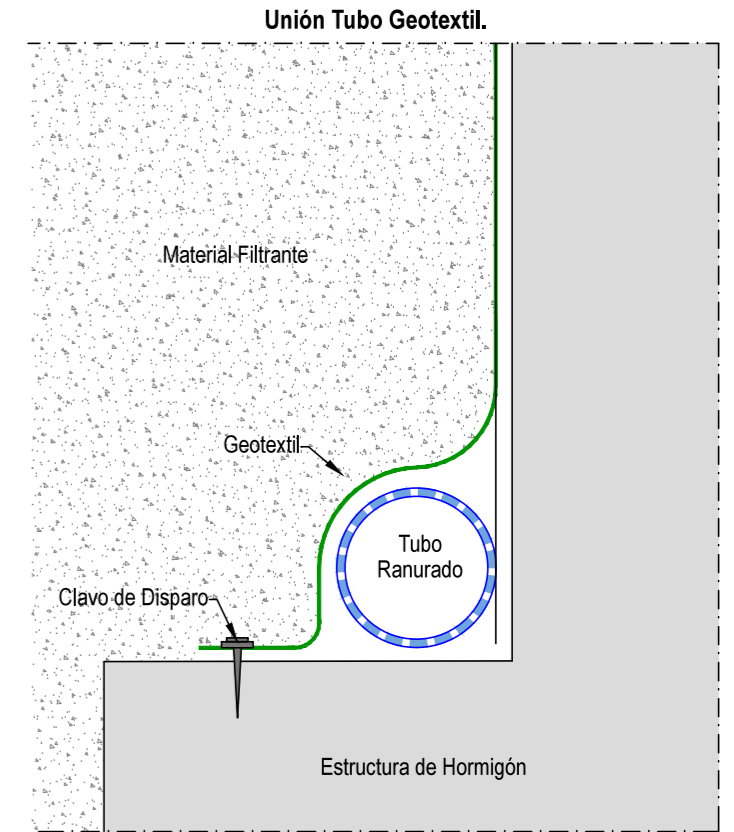 Unión Tubo Geotextil.
Material Filtrante
Geotextil
Tubo
Ranurado
Clavo de Disparo
Estructura de Hormigón